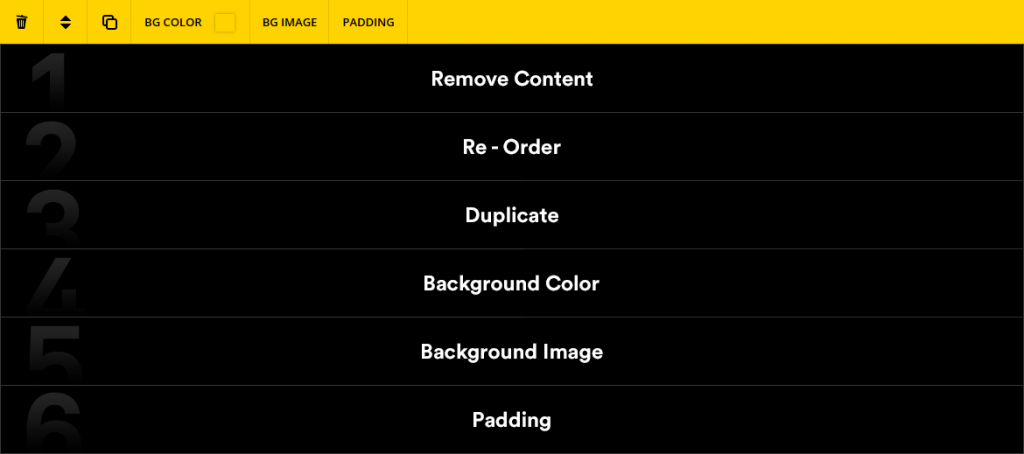 BG COLOR BG IMAGE PADDING
1 Remove Content
2 Re - Order
3 Duplicate
4 Background Color
5 Background Image
6 Padding